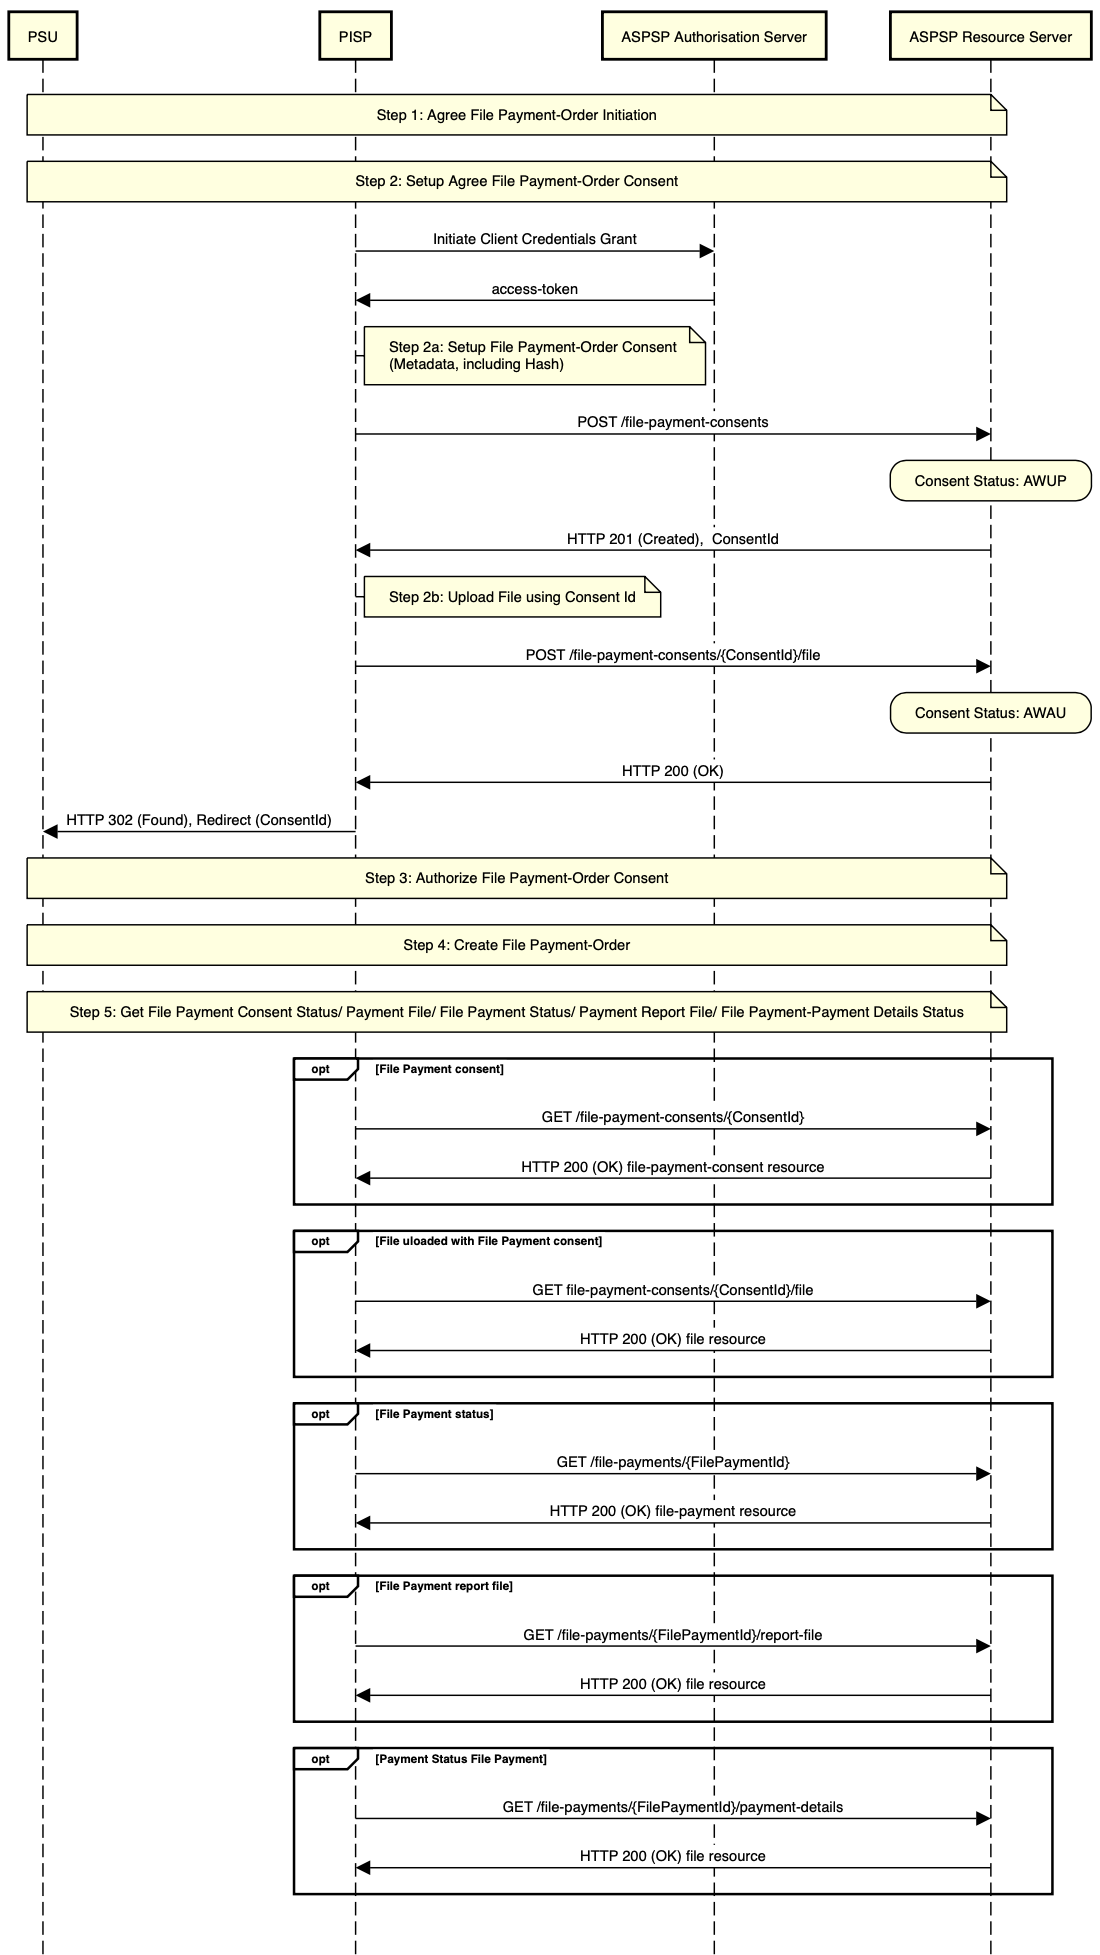 PSU
PISP
ASPSP Authorisation Server
ASPSP Resource Server
Step 1: Agree File Payment-Order Initiation
Step 2: Setup Agree File Payment-Order Consent
Initiate Client Credentials Grant
access-token
Step 2a: Setup File Payment-Order Consent
(Metadata, including Hash)
POST /file-payment-consents
Consent Status: AWUP
HTTP 201 (Created),  ConsentId
Step 2b: Upload File using Consent Id
POST /file-payment-consents/{ConsentId}/file
Consent Status: AWAU
HTTP 200 (OK)
HTTP 302 (Found), Redirect (ConsentId)
Step 3: Authorize File Payment-Order Consent
Step 4: Create File Payment-Order
Step 5: Get File Payment Consent Status/ Payment File/ File Payment Status/ Payment Report File/ File Payment-Payment Details Status
opt [File Payment consent]
GET /file-payment-consents/{ConsentId}
HTTP 200 (OK) file-payment-consent resource
opt [File uloaded with File Payment consent]
GET file-payment-consents/{ConsentId}/file
HTTP 200 (OK) file resource
opt [File Payment status]
GET /file-payments/{FilePaymentId}
HTTP 200 (OK) file-payment resource
opt [File Payment report file]
GET /file-payments/{FilePaymentId}/report-file
HTTP 200 (OK) file resource
opt [Payment Status File Payment]
GET /file-payments/{FilePaymentId}/payment-details
HTTP 200 (OK) file resource